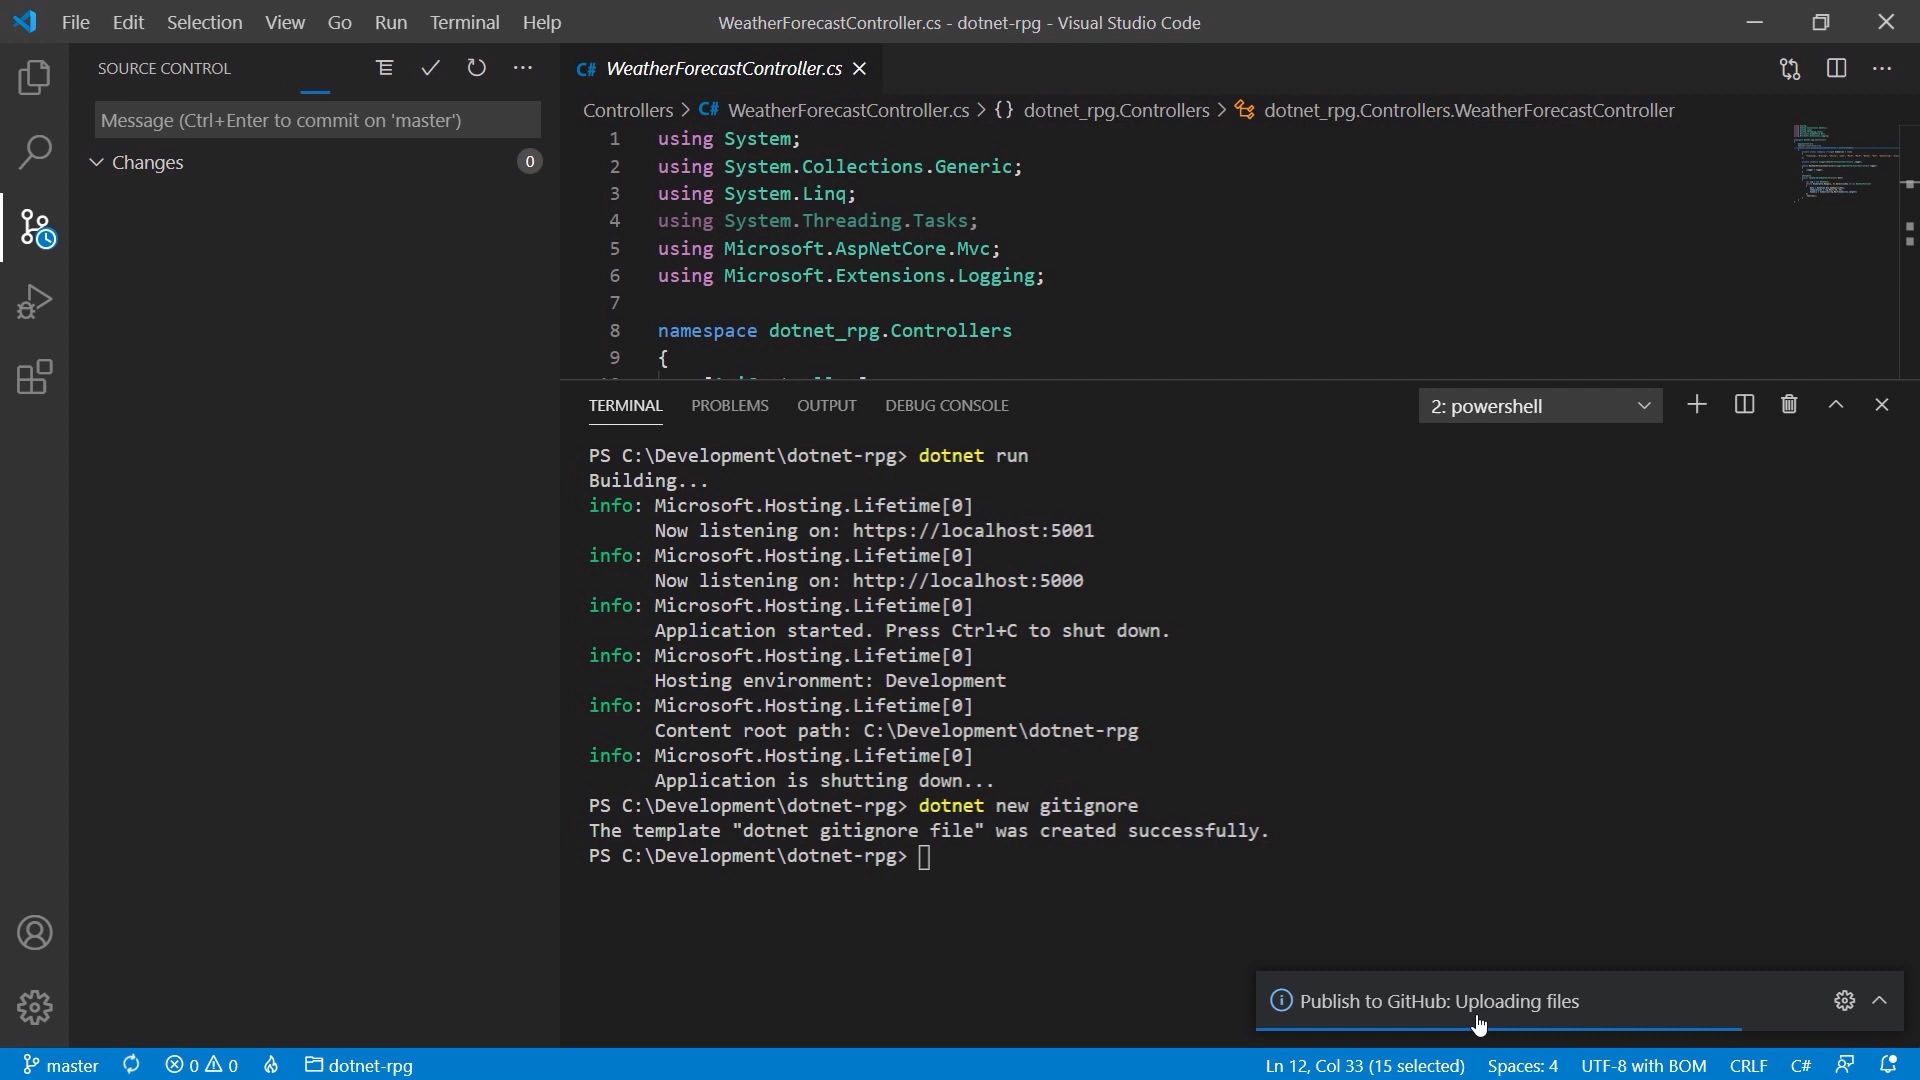 File Edit Selection View Go Run Terminal Help
WeatherForecastController.cs - dotnet-rpg - Visual Studio Code
SOURCE CONTROL
Message (Ctrl+Enter to commit on 'master')
Changes 0
C# WeatherForecastController.cs
Controllers > C# WeatherForecastController.cs > {} dotnet_rpg.Controllers > dotnet_rpg.Controllers.WeatherForecastController
1 using System;
2 using System.Collections.Generic;
3 using System.Linq;
4 using System.Threading.Tasks;
5 using Microsoft.AspNetCore.Mvc;
6 using Microsoft.Extensions.Logging;
7
8 namespace dotnet_rpg.Controllers
9 {
TERMINAL PROBLEMS OUTPUT DEBUG CONSOLE
2: powershell
PS C:\Development\dotnet-rpg> dotnet run
Building...
info: Microsoft.Hosting.Lifetime[0]
Now listening on: https://localhost:5001
info: Microsoft.Hosting.Lifetime[0]
Now listening on: http://localhost:5000
info: Microsoft.Hosting.Lifetime[0]
Application started. Press Ctrl+C to shut down.
info: Microsoft.Hosting.Lifetime[0]
Hosting environment: Development
info: Microsoft.Hosting.Lifetime[0]
Content root path: C:\Development\dotnet-rpg
info: Microsoft.Hosting.Lifetime[0]
Application is shutting down...
PS C:\Development\dotnet-rpg> dotnet new gitignore
The template "dotnet gitignore file" was created successfully.
PS C:\Development\dotnet-rpg>
Publish to GitHub: Uploading files
master 0 0 dotnet-rpg
Ln 12, Col 33 (15 selected) Spaces: 4 UTF-8 with BOM CRLF C#